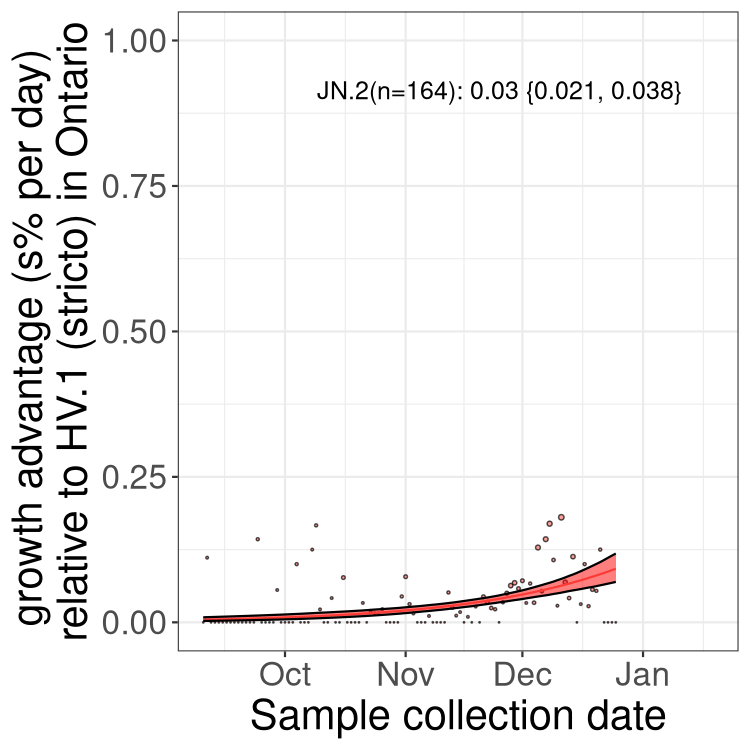 growth advantage (s% per day)
relative to HV.1 (stricto) in Ontario
1.00
0.75
0.50
0.25
0.00
JN.2(n=164): 0.03 {0.021, 0.038}
Oct Nov Dec Jan
Sample collection date